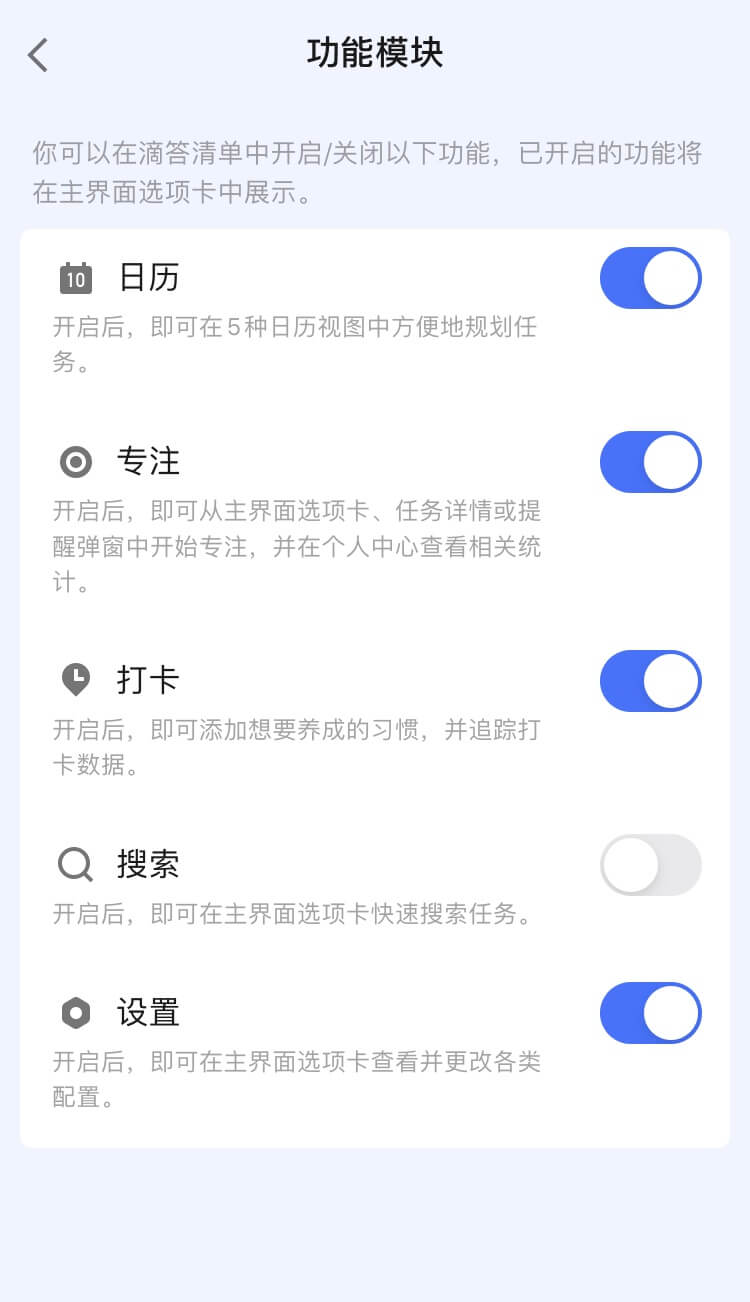 功能模块
你可以在滴答清单中开启/关闭以下功能，已开启的功能将
在主界面选项卡中展示。
10
日历
开启后，即可在5种日历视图中方便地规划任
务。
专注
开启后，即可从主界面选项卡、任务详情或提
醒弹窗中开始专注，并在个人中心查看相关统
计。
打卡
开启后，即可添加想要养成的习惯，并追踪打
卡数据。
搜索
开启后，即可在主界面选项卡快速搜索任务。
设置
开启后，即可在主界面选项卡查看并更改各类
配置。